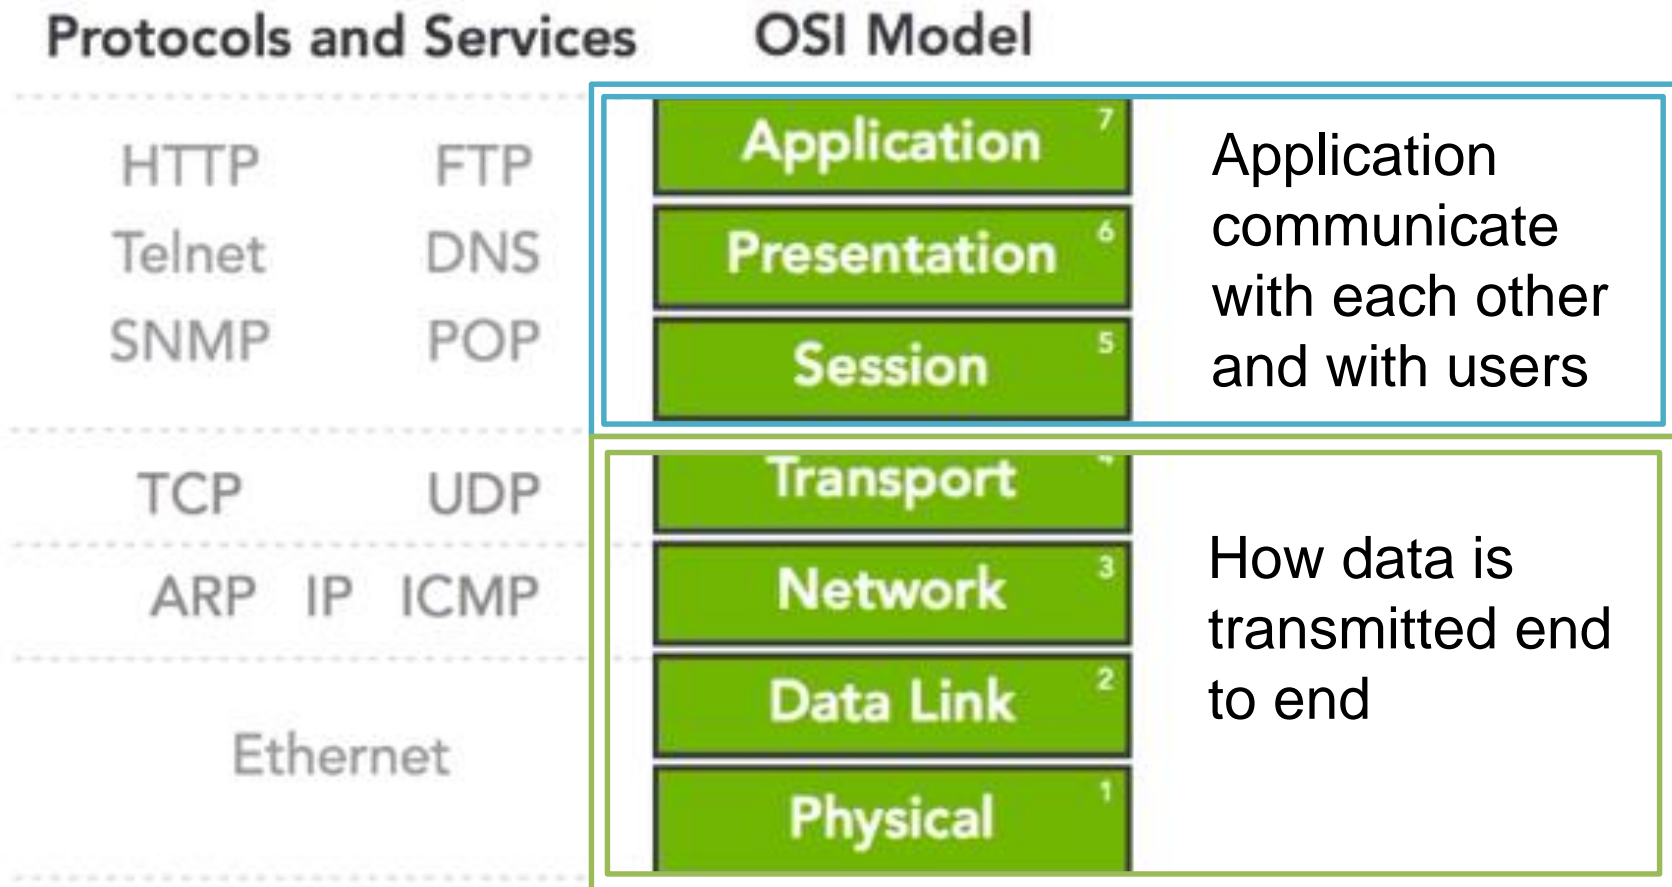 Protocols and Services OSI Model
HTTP FTP
Telnet DNS
SNMP POP
Application 7
Presentation 6
Session 5
Application
communicate
with each other
and with users
TCP UDP
ARP IP ICMP
Ethernet
Transport 4
Network 3
Data Link 2
Physical 1
How data is
transmitted end
to end